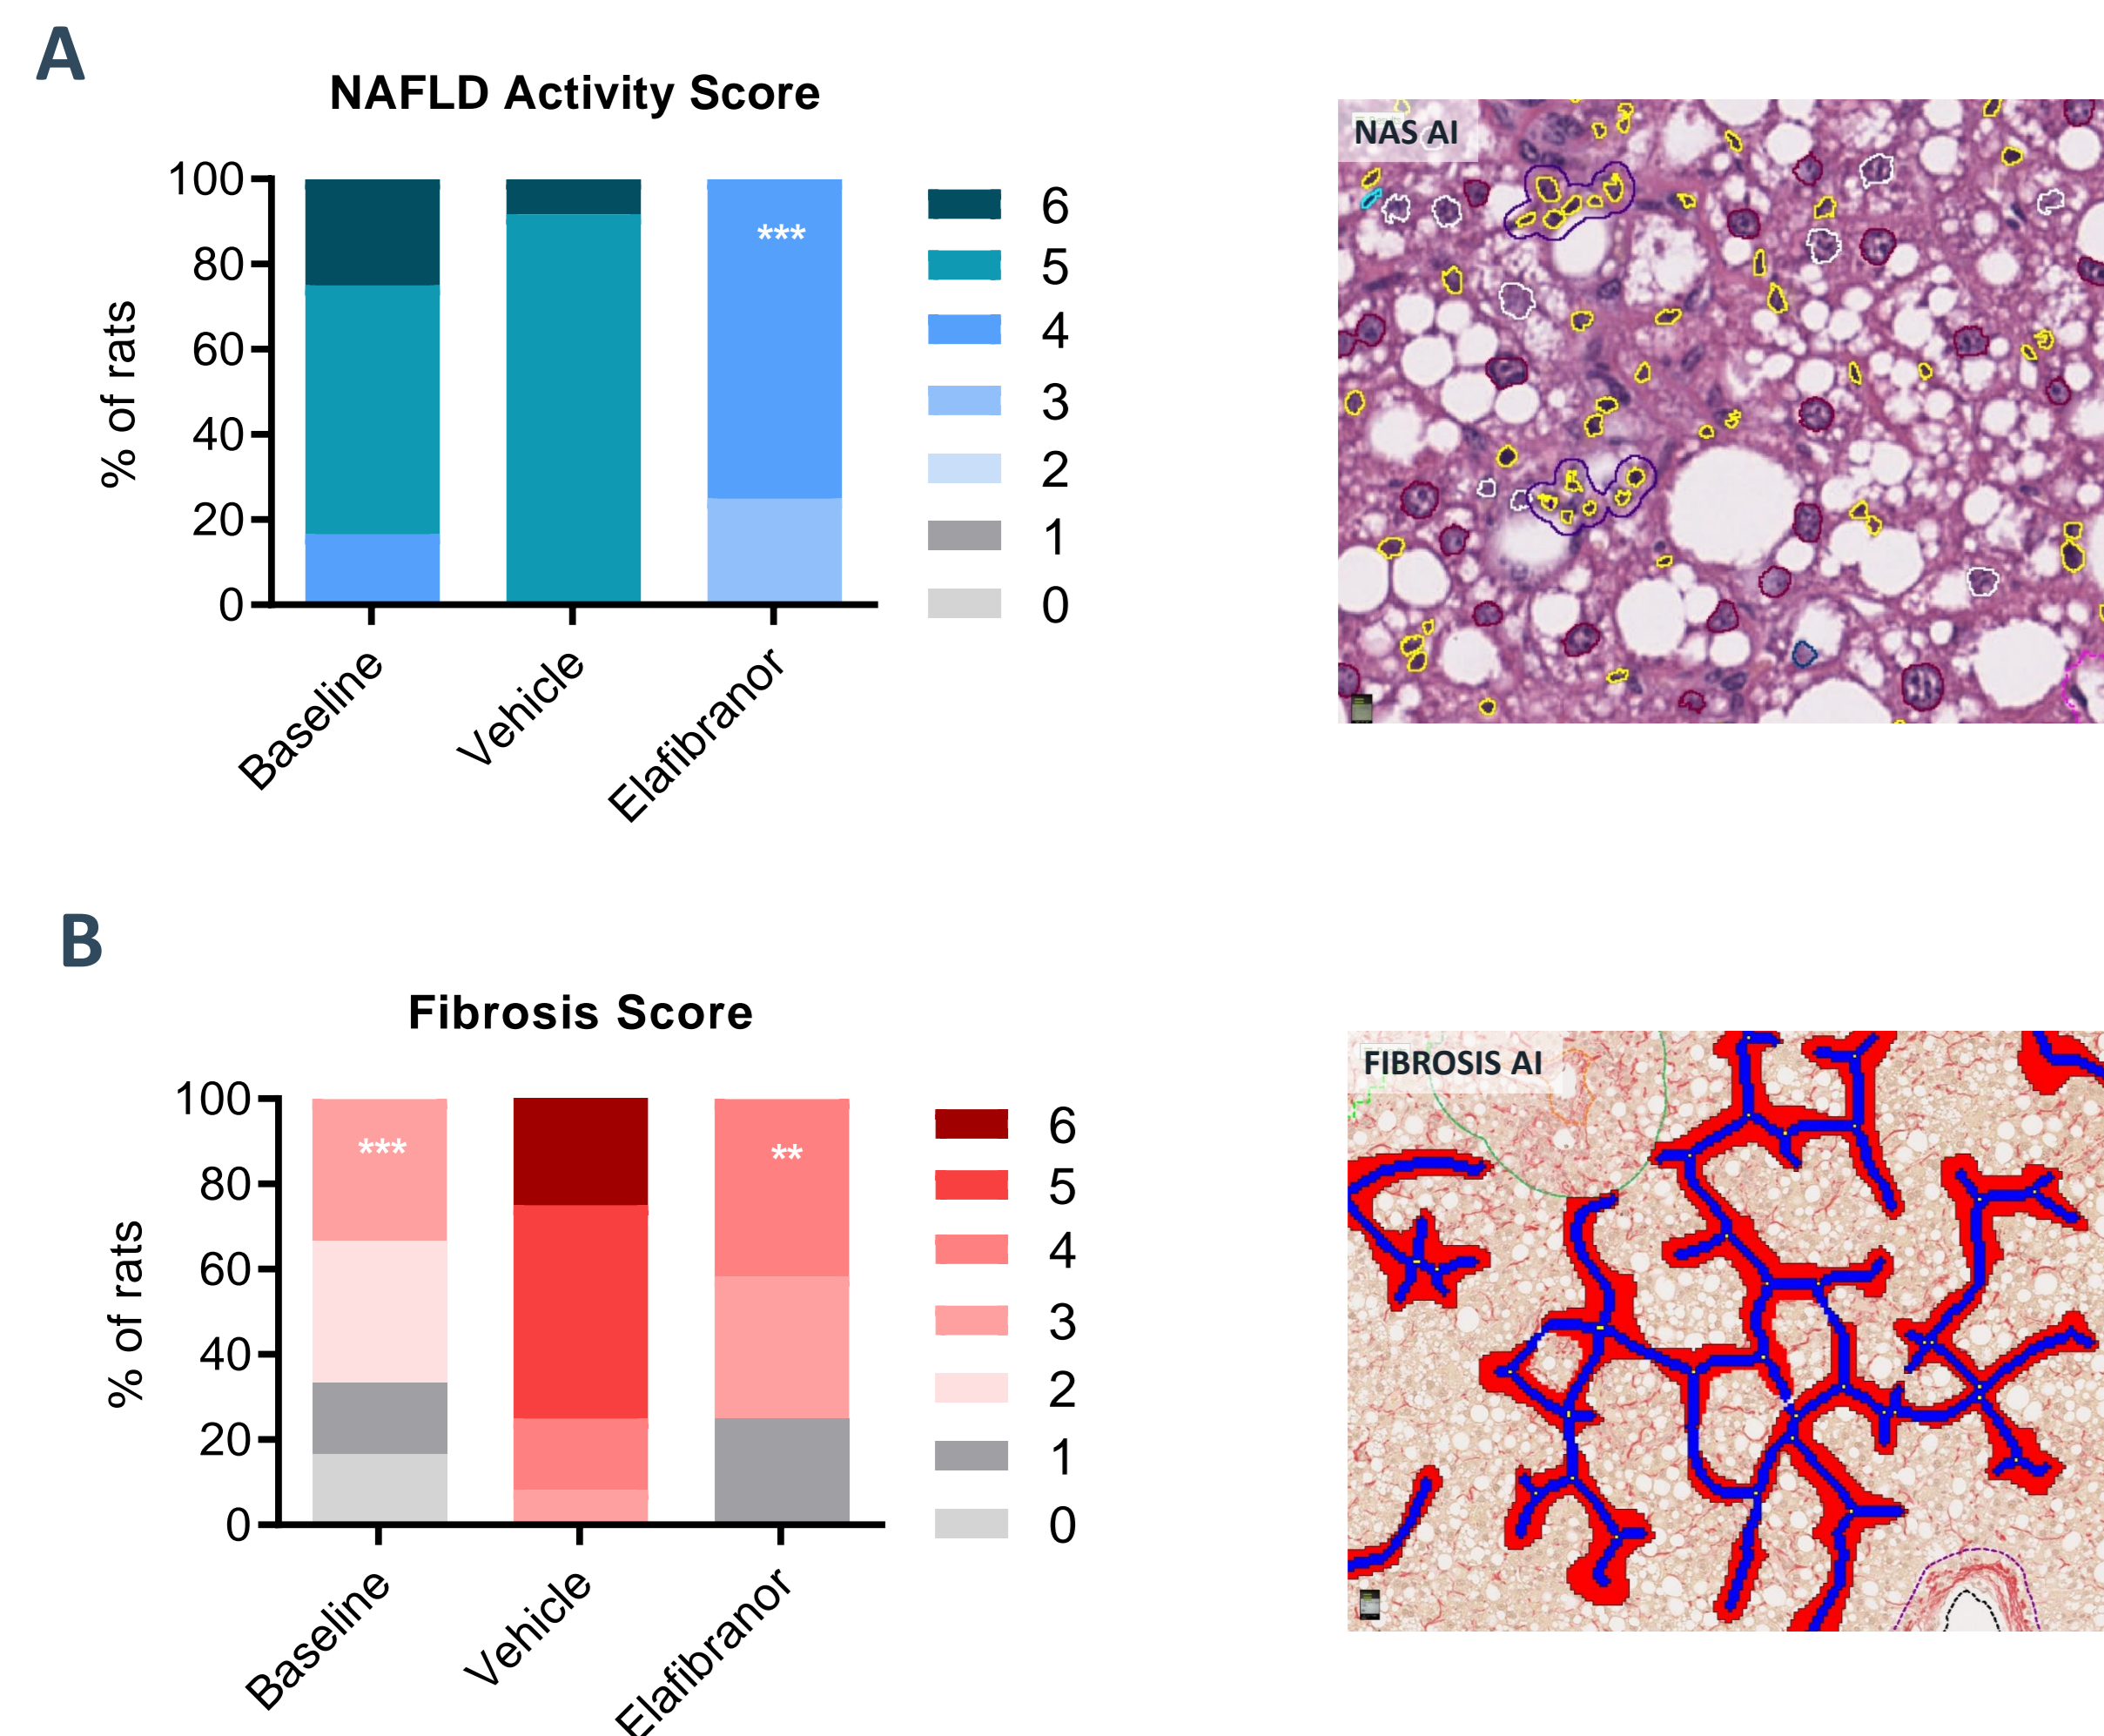 A
NAFLD Activity Score
% of rats
100
80
60
40
20
0
***
Baseline
Vehicle
Elafibranor
6
5
4
3
2
1
0
NAS AI
B
Fibrosis Score
% of rats
100
80
60
40
20
0
***
**
Baseline
Vehicle
Elafibranor
6
5
4
3
2
1
0
FIBROSIS AI